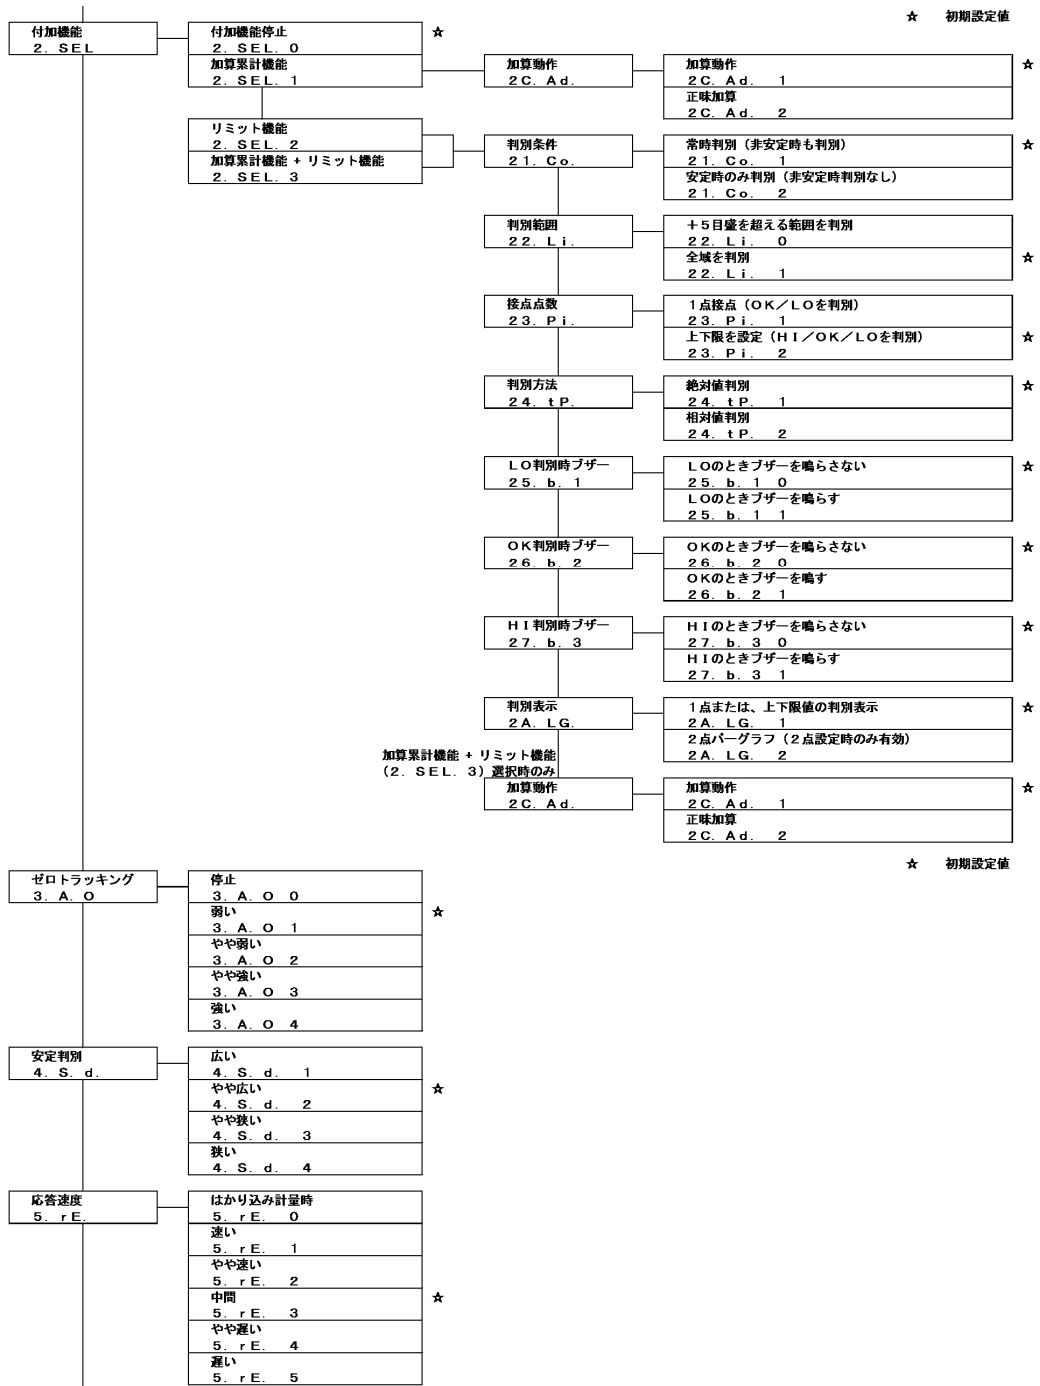 ☆ 初期設定値
付加機能
2. SEL
付加機能停止 ☆
2. SEL. 0
加算累計機能
2. SEL. 1
加算動作
2C. Ad.
加算動作 ☆
2C. Ad. 1
正味加算
2C. Ad. 2
リミット機能
2. SEL. 2
加算累計機能 + リミット機能
2. SEL. 3
判別条件
21. Co.
常時判別（非安定時も判別） ☆
21. Co. 1
安定時のみ判別（非安定時判別なし）
21. Co. 2
判別範囲
22. Li.
＋5目盛を超える範囲を判別
22. Li. 0
全域を判別 ☆
22. Li. 1
接点点数
23. Pi.
1点接点（OK／LOを判別）
23. Pi. 1
上下限を設定（HI／OK／LOを判別） ☆
23. Pi. 2
判別方法
24. tP.
絶対値判別 ☆
24. tP. 1
相対値判別
24. tP. 2
LO判別時ブザー
25. b. 1
LOのときブザーを鳴らさない ☆
25. b. 1 0
LOのときブザーを鳴らす
25. b. 1 1
OK判別時ブザー
26. b. 2
OKのときブザーを鳴らさない ☆
26. b. 2 0
OKのときブザーを鳴す
26. b. 2 1
HI判別時ブザー
27. b. 3
HIのときブザーを鳴らさない ☆
27. b. 3 0
HIのときブザーを鳴らす
27. b. 3 1
判別表示
2A. LG.
1点または、上下限値の判別表示 ☆
2A. LG. 1
2点バーグラフ（2点設定時のみ有効）
2A. LG. 2
加算累計機能 + リミット機能
（2. SEL. 3）選択時のみ
加算動作
2C. Ad.
加算動作 ☆
2C. Ad. 1
正味加算
2C. Ad. 2
☆ 初期設定値
ゼロトラッキング
3. A. O
停止
3. A. O 0
弱い ☆
3. A. O 1
やや弱い
3. A. O 2
やや強い
3. A. O 3
強い
3. A. O 4
安定判別
4. S. d.
広い
4. S. d. 1
やや広い ☆
4. S. d. 2
やや狭い
4. S. d. 3
狭い
4. S. d. 4
応答速度
5. rE.
はかり込み計量時
5. rE. 0
速い
5. rE. 1
やや速い
5. rE. 2
中間 ☆
5. rE. 3
やや遅い
5. rE. 4
遅い
5. rE. 5